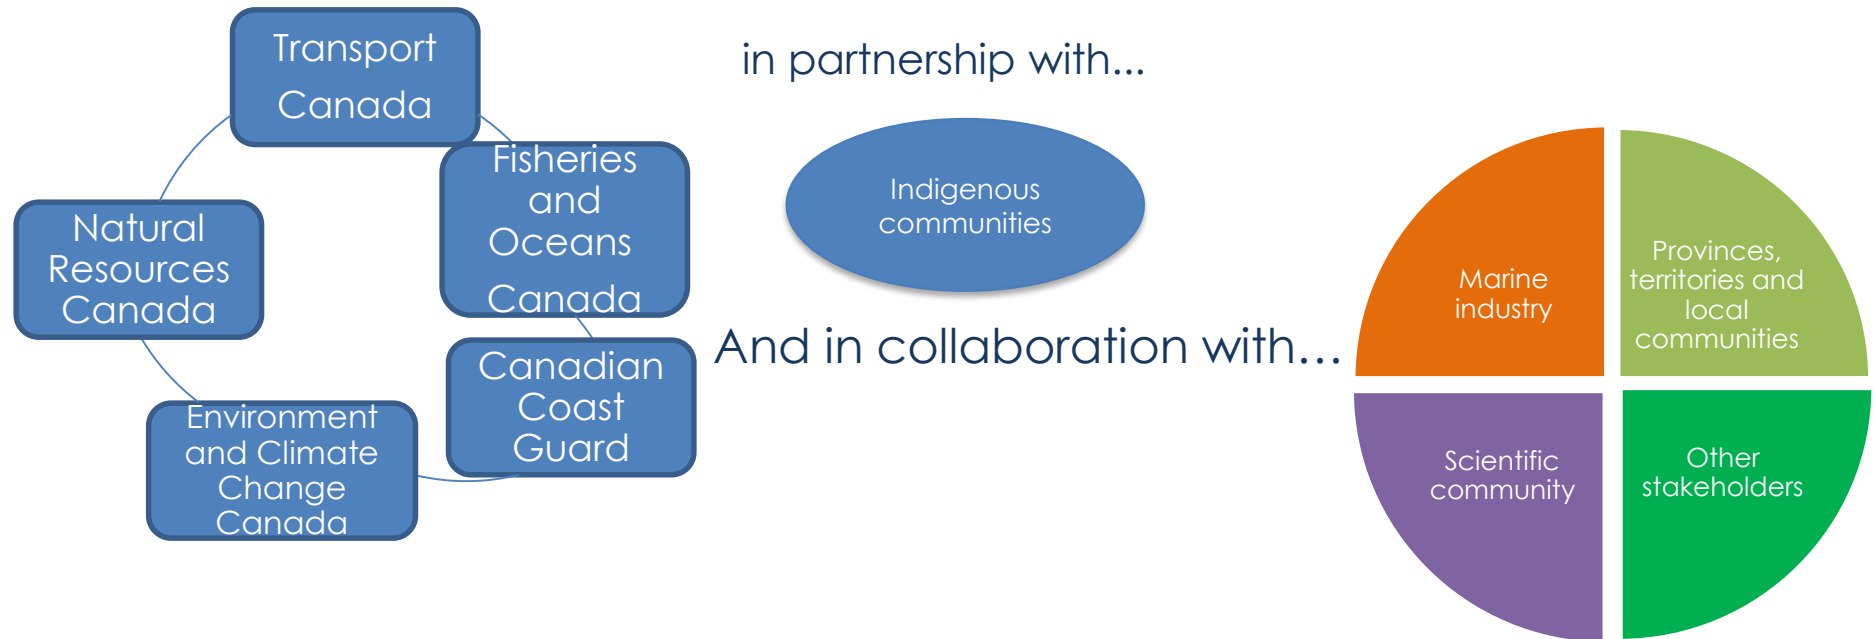 Transport
Canada
Fisheries
and
Oceans
Canada
Canadian
Coast
Guard
Environment
and Climate
Change
Canada
Natural
Resources
Canada
in partnership with...
Indigenous
communities
And in collaboration with…
Marine
industry
Provinces,
territories and
local
communities
Scientific
community
Other
stakeholders